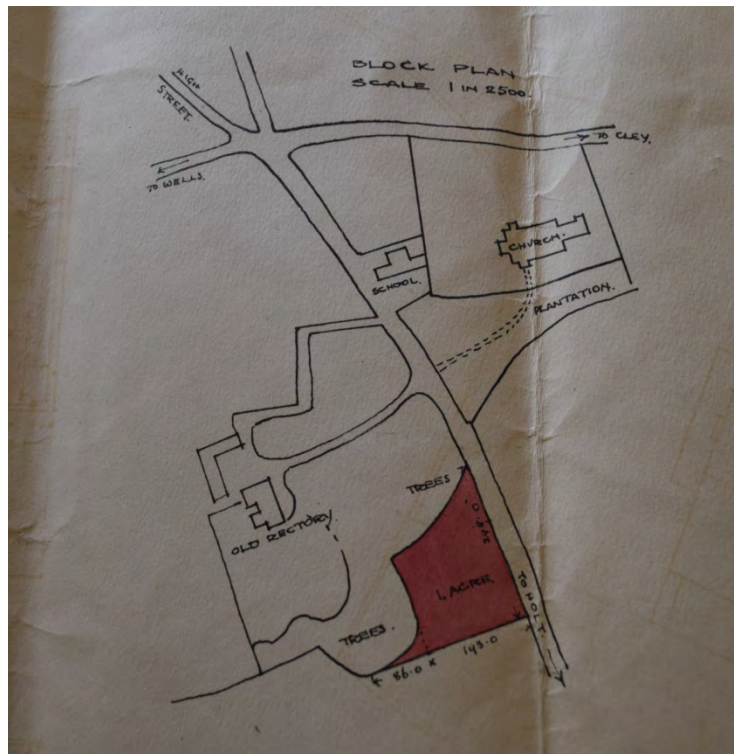 BLOCK PLAN
SCALE 1 IN 2500.
HIGH
STREET.
TO WELLS.
TO CLEY.
CHURCH.
SCHOOL.
PLANTATION.
TREES
OLD RECTORY
1. ACRE
TO HOLT.
TREES.
86.0 x 143.0